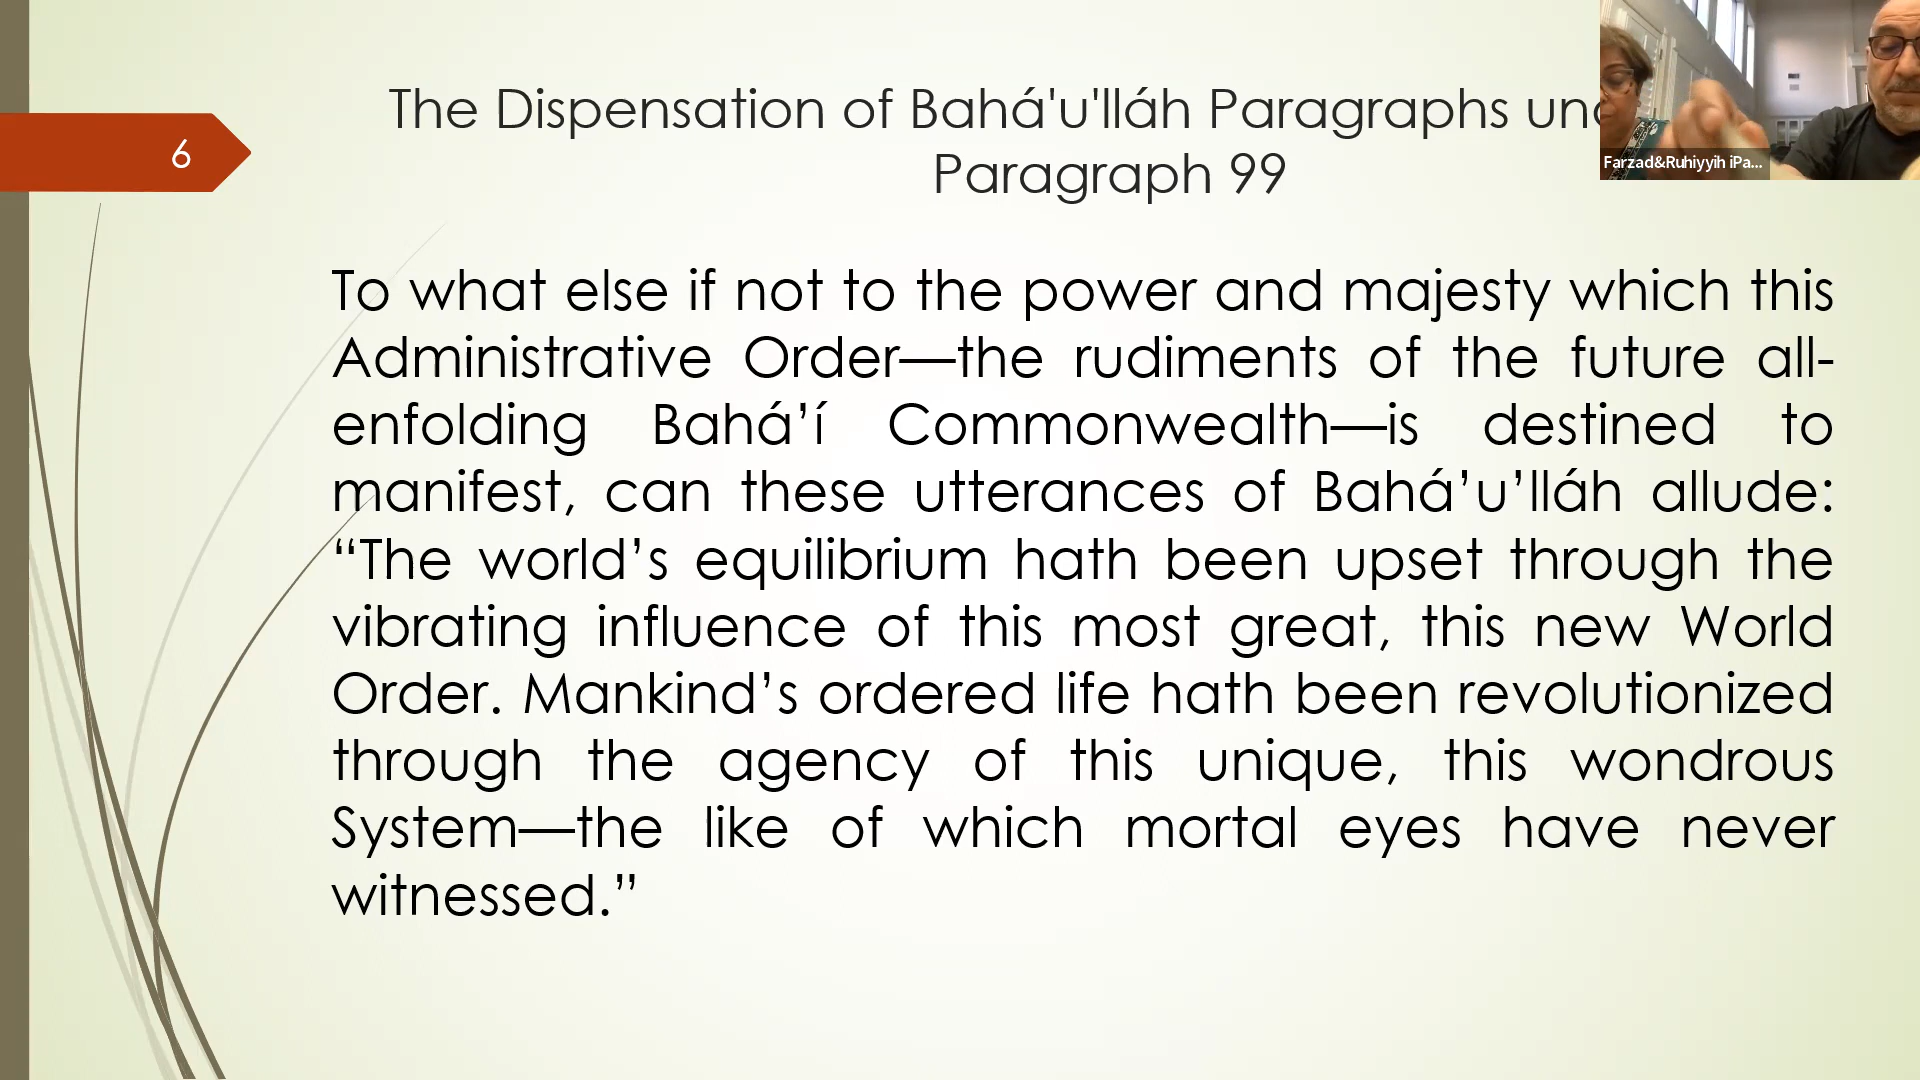 The Dispensation of Bahá'u'lláh Paragraphs
Paragraph 99
6
Farzad&Ruhiyyih iPa...
To what else if not to the power and majesty which this
Administrative Order—the rudiments of the future all-
enfolding Bahá’í Commonwealth—is destined to
manifest, can these utterances of Bahá’u’lláh allude:
“The world’s equilibrium hath been upset through the
vibrating influence of this most great, this new World
Order. Mankind’s ordered life hath been revolutionized
through the agency of this unique, this wondrous
System—the like of which mortal eyes have never
witnessed.”